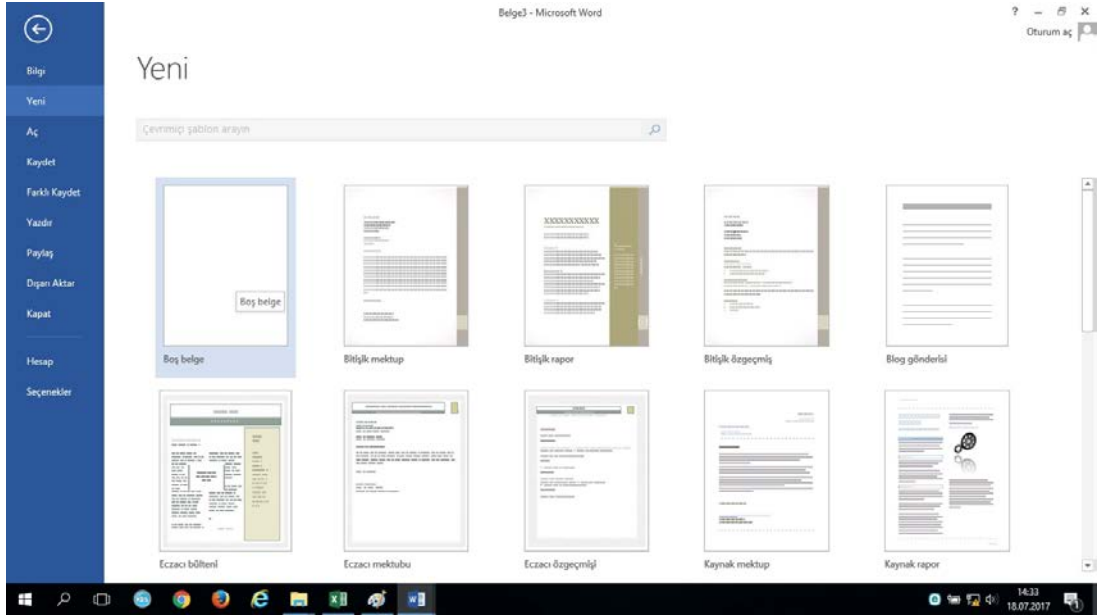 Belge3 - Microsoft Word
?
Oturum aç
Bilgi
Yeni
Aç
Kaydet
Farklı Kaydet
Yazdır
Paylaş
Dışarı Aktar
Kapat
Hesap
Seçenekler
Yeni
Çevrimiçi şablon arayın
Boş belge
Boş belge
Bitişik mektup
XXXXXXXXXXX
Bitişik rapor
Bitişik özgeçmiş
Blog gönderisi
Eczacı bülteni
Eczacı mektubu
Eczacı özgeçmişi
Kaynak mektup
Kaynak rapor
14:33
18.07.2017